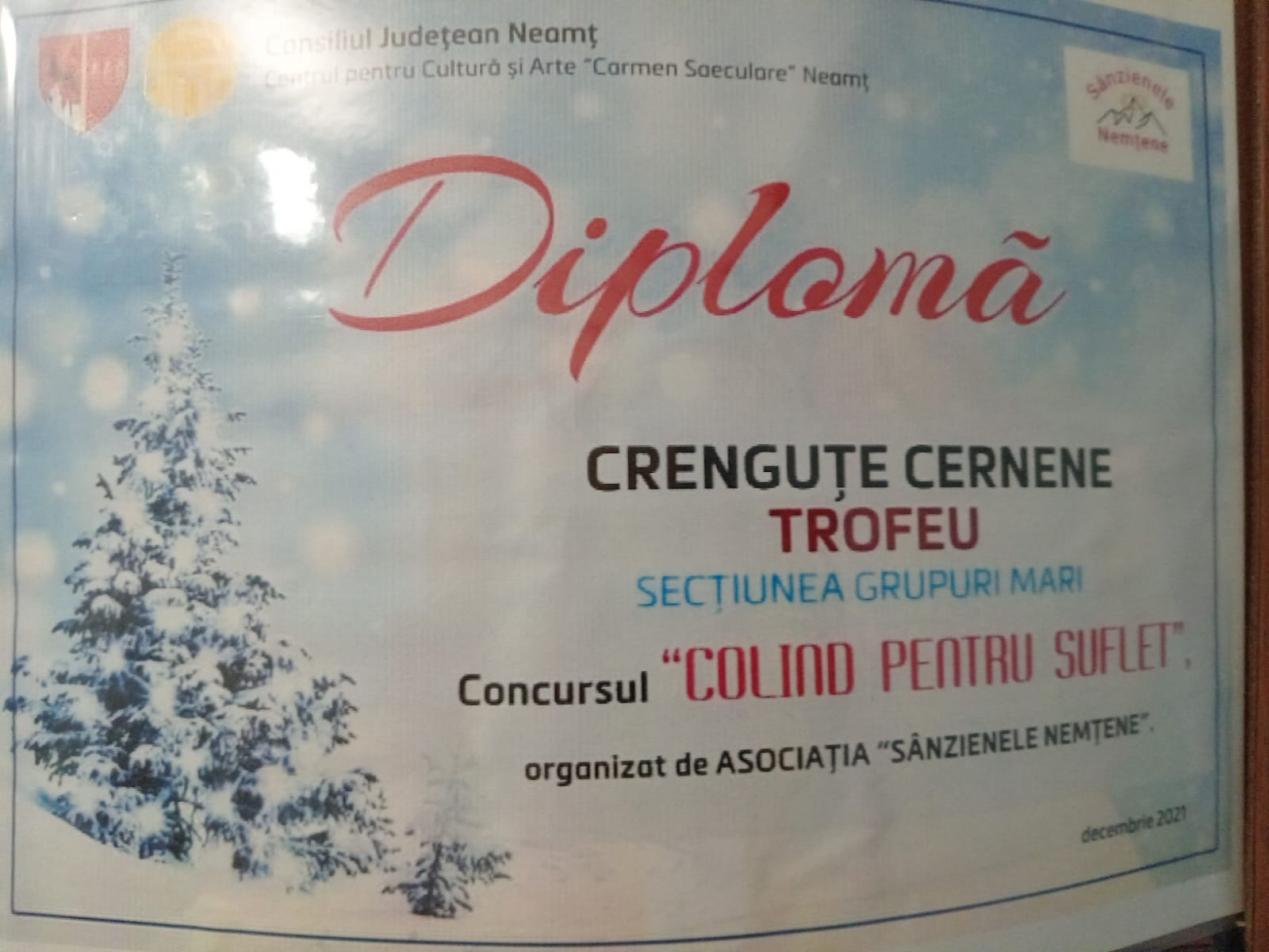 Consiliul Județean Neamț
Centrul pentru Cultură și Arte "Carmen Saeculare" Neamț
Sânzienele
Nemțene
Diplomã
CRENGUȚE CERNENE
TROFEU
SECȚIUNEA GRUPURI MARI
Concursul "COLIND PENTRU SUFLET",
organizat de ASOCIAȚIA "SÂNZIENELE NEMȚENE".
decembrie 2021